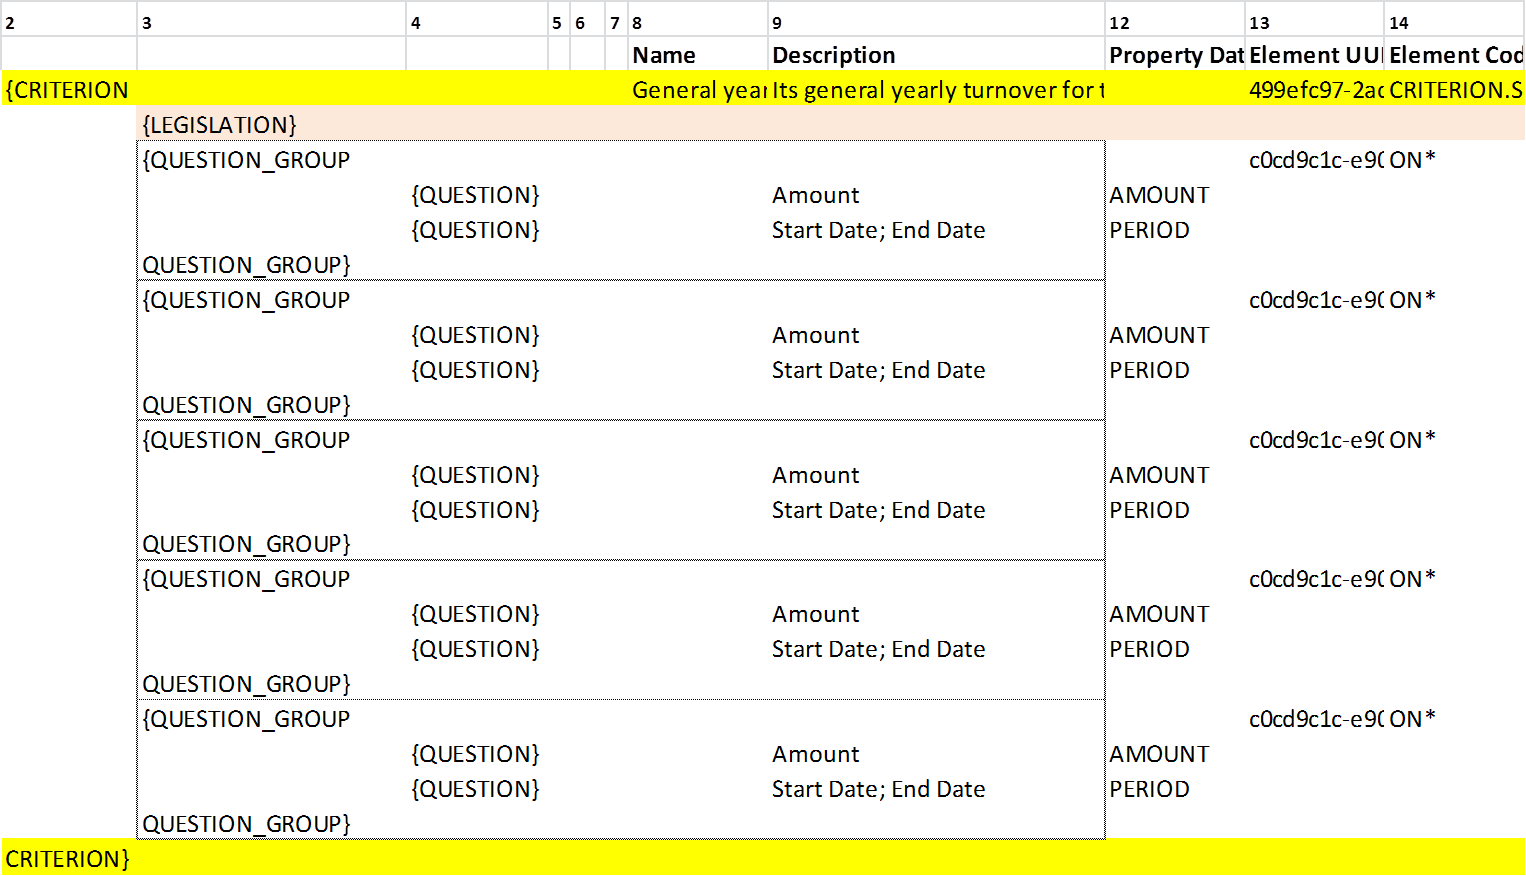 2 3 4 5 6 7 8 9 12 13 14
Name Description Property Dat Element UUI Element Cod
{CRITERION General year Its general yearly turnover for t 499efc97-2ac CRITERION.S
{LEGISLATION}
{QUESTION_GROUP c0cd9c1c-e90 ON*
{QUESTION} Amount AMOUNT
{QUESTION} Start Date; End Date PERIOD
QUESTION_GROUP}
{QUESTION_GROUP c0cd9c1c-e90 ON*
{QUESTION} Amount AMOUNT
{QUESTION} Start Date; End Date PERIOD
QUESTION_GROUP}
{QUESTION_GROUP c0cd9c1c-e90 ON*
{QUESTION} Amount AMOUNT
{QUESTION} Start Date; End Date PERIOD
QUESTION_GROUP}
{QUESTION_GROUP c0cd9c1c-e90 ON*
{QUESTION} Amount AMOUNT
{QUESTION} Start Date; End Date PERIOD
QUESTION_GROUP}
{QUESTION_GROUP c0cd9c1c-e90 ON*
{QUESTION} Amount AMOUNT
{QUESTION} Start Date; End Date PERIOD
QUESTION_GROUP}
CRITERION}